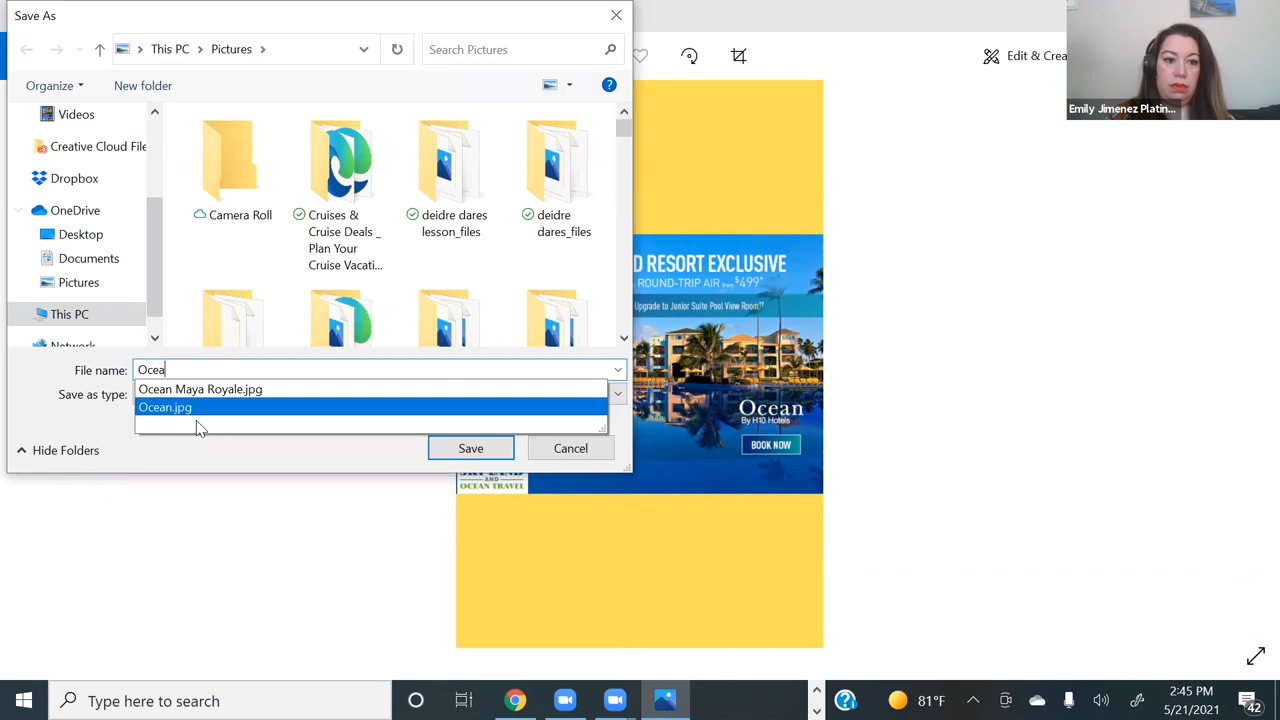 Save As
This PC
Pictures
Search Pictures
Edit & Crea
Organize
New folder
Videos
Creative Cloud File
Dropbox
OneDrive
Desktop
Documents
Pictures
This PC
Network
Camera Roll
Cruises &
Cruise Deals _
Plan Your
Cruise Vacati...
deidre dares
lesson_files
deidre
dares_files
File name:
Ocea
Ocean Maya Royale.jpg
Save as type:
Ocean.jpg
Hide Folders
Save
Cancel
D RESORT EXCLUSIVE
ROUND-TRIP AIR from $499*
Upgrade to Junior Suite Pool View Room††
Ocean
By H10 Hotels
BOOK NOW
SKY LAND
AND
OCEAN TRAVEL
Emily Jimenez Platin...
Type here to search
81°F
2:45 PM
5/21/2021
42